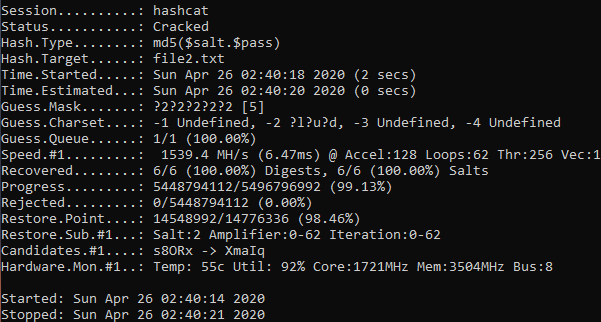 Session..........: hashcat
Status...........: Cracked
Hash.Type........: md5($salt.$pass)
Hash.Target......: file2.txt
Time.Started.....: Sun Apr 26 02:40:18 2020 (2 secs)
Time.Estimated...: Sun Apr 26 02:40:20 2020 (0 secs)
Guess.Mask.......: ?2?2?2?2?2 [5]
Guess.Charset....: -1 Undefined, -2 ?l?u?d, -3 Undefined, -4 Undefined
Guess.Queue......: 1/1 (100.00%)
Speed.#1.........:  1539.4 MH/s (6.47ms) @ Accel:128 Loops:62 Thr:256 Vec:1
Recovered........: 6/6 (100.00%) Digests, 6/6 (100.00%) Salts
Progress.........: 5448794112/5496796992 (99.13%)
Rejected.........: 0/5448794112 (0.00%)
Restore.Point....: 14548992/14776336 (98.46%)
Restore.Sub.#1...: Salt:2 Amplifier:0-62 Iteration:0-62
Candidates.#1....: s8ORx -> XmaIq
Hardware.Mon.#1..: Temp: 55c Util: 92% Core:1721MHz Mem:3504MHz Bus:8
Started: Sun Apr 26 02:40:14 2020
Stopped: Sun Apr 26 02:40:21 2020